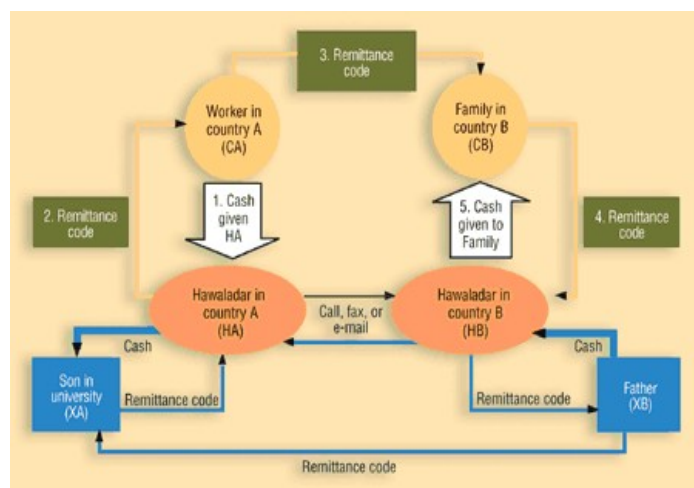 3. Remittance
code
Worker in
country A
(CA)
Family in
country B
(CB)
2. Remittance
code
1. Cash
given
HA
5. Cash
given to
Family
4. Remittance
code
Hawaladar in
country A
(HA)
Call, fax, or
e-mail
Hawaladar in
country B
(HB)
Cash
Cash
Son in
university
(XA)
Remittance code
Remittance code
Father
(XB)
Remittance code